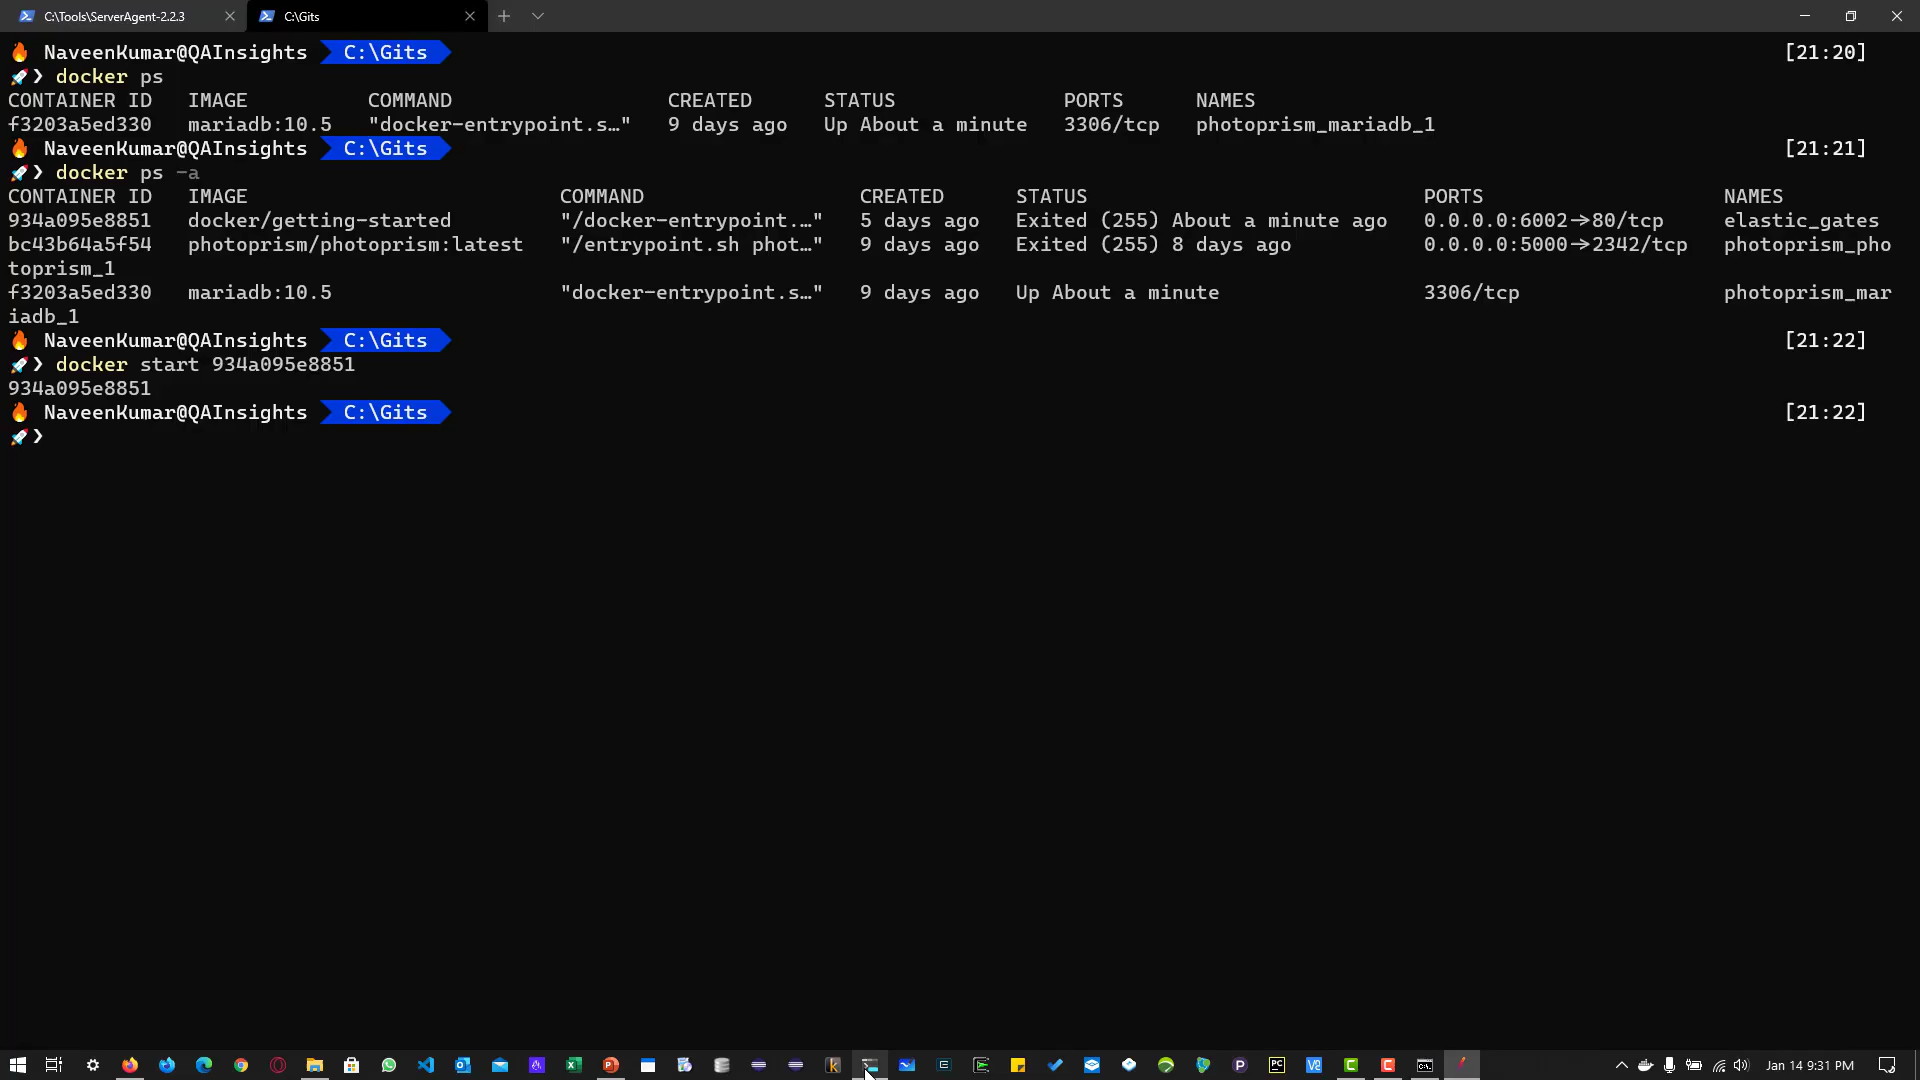 C:\Tools\ServerAgent-2.2.3
C:\Gits
NaveenKumar@QAInsights C:\Gits [21:20]
❯ docker ps
CONTAINER ID IMAGE COMMAND CREATED STATUS PORTS NAMES
f3203a5ed330 mariadb:10.5 "docker-entrypoint.s…" 9 days ago Up About a minute 3306/tcp photoprism_mariadb_1
NaveenKumar@QAInsights C:\Gits [21:21]
❯ docker ps -a
CONTAINER ID IMAGE COMMAND CREATED STATUS PORTS NAMES
934a095e8851 docker/getting-started "/docker-entrypoint.…" 5 days ago Exited (255) About a minute ago 0.0.0.0:6002->80/tcp elastic_gates
bc43b64a5f54 photoprism/photoprism:latest "/entrypoint.sh phot…" 9 days ago Exited (255) 8 days ago 0.0.0.0:5000->2342/tcp photoprism_pho
toprism_1
f3203a5ed330 mariadb:10.5 "docker-entrypoint.s…" 9 days ago Up About a minute 3306/tcp photoprism_mar
iadb_1
NaveenKumar@QAInsights C:\Gits [21:22]
❯ docker start 934a095e8851
934a095e8851
NaveenKumar@QAInsights C:\Gits [21:22]
❯
Jan 14 9:31 PM